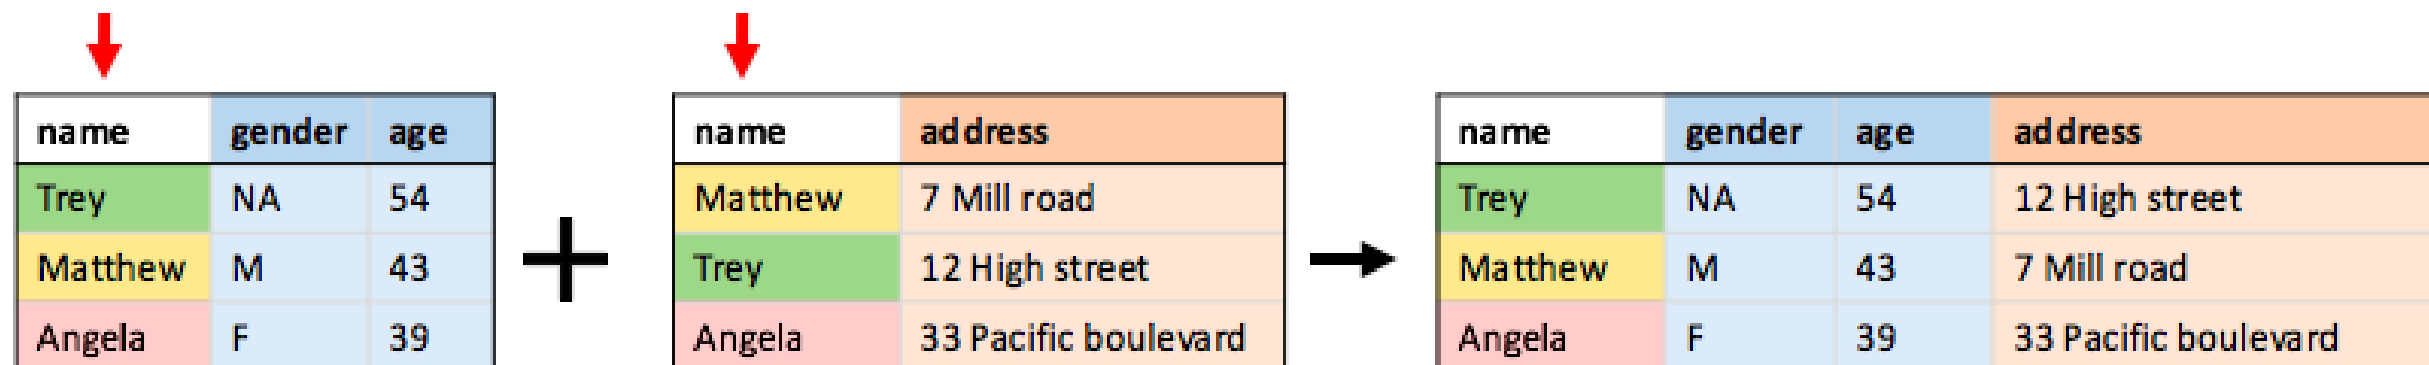 name gender age
Trey NA 54
Matthew M 43
Angela F 39
+
name address
Matthew 7 Mill road
Trey 12 High street
Angela 33 Pacific boulevard
name gender age address
Trey NA 54 12 High street
Matthew M 43 7 Mill road
Angela F 39 33 Pacific boulevard